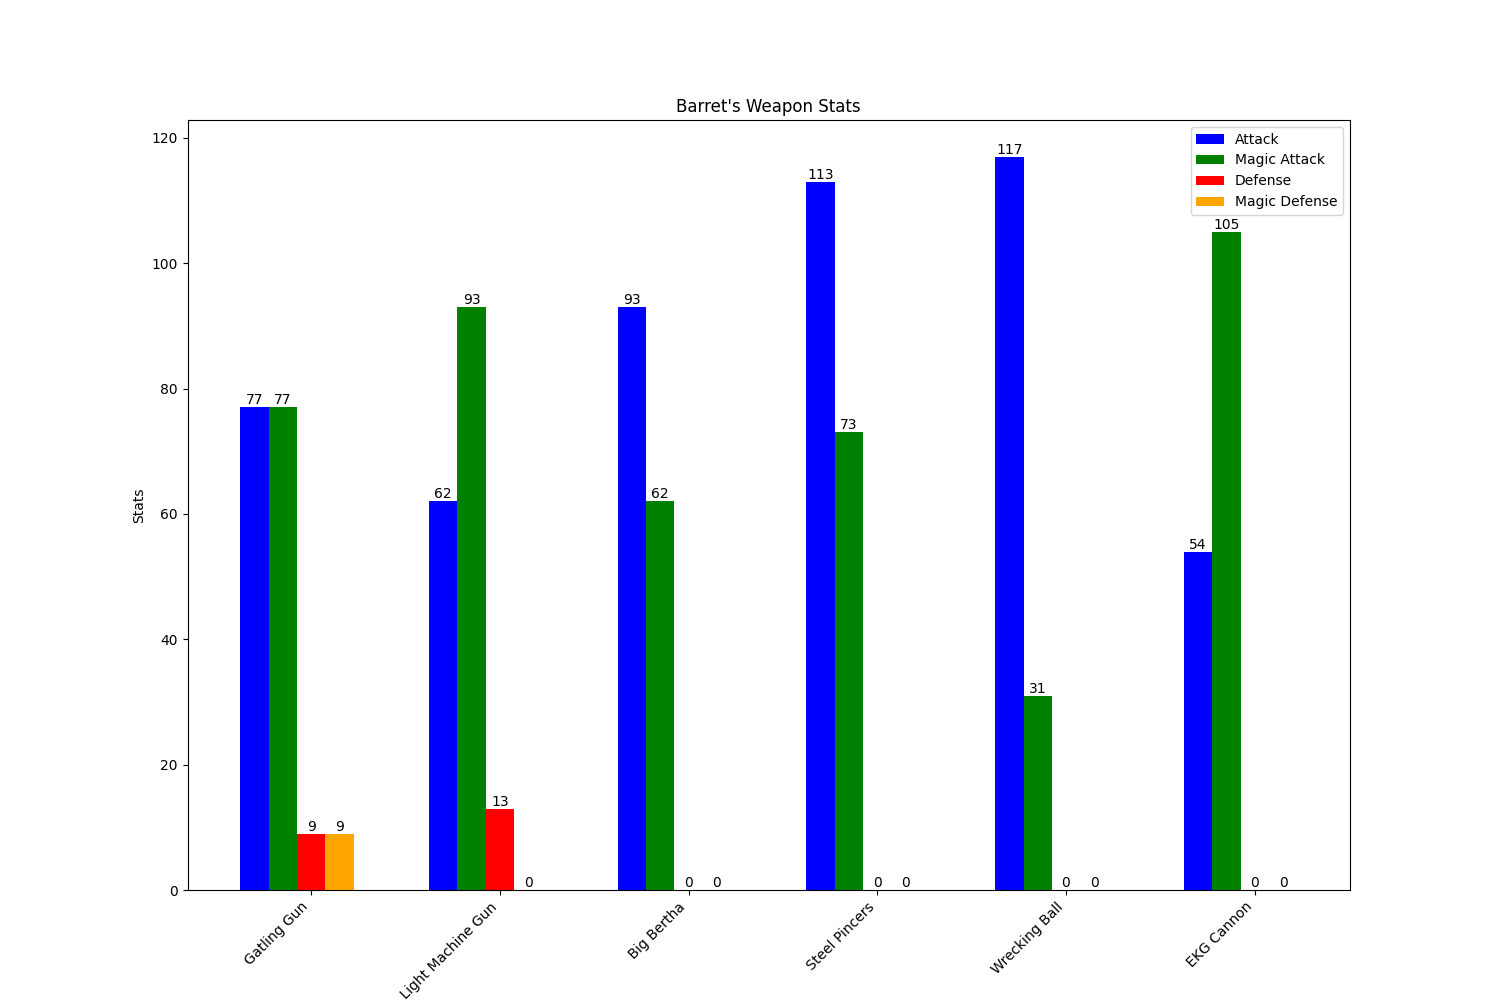 Barret's Weapon Stats
120
100
80
60
40
20
0
Stats
Attack
Magic Attack
Defense
Magic Defense
77 77 9 9
62 93 13 0
93 62 0 0
113 73 0 0
117 31 0 0
54 105 0 0
Gatling Gun
Light Machine Gun
Big Bertha
Steel Pincers
Wrecking Ball
EKG Cannon